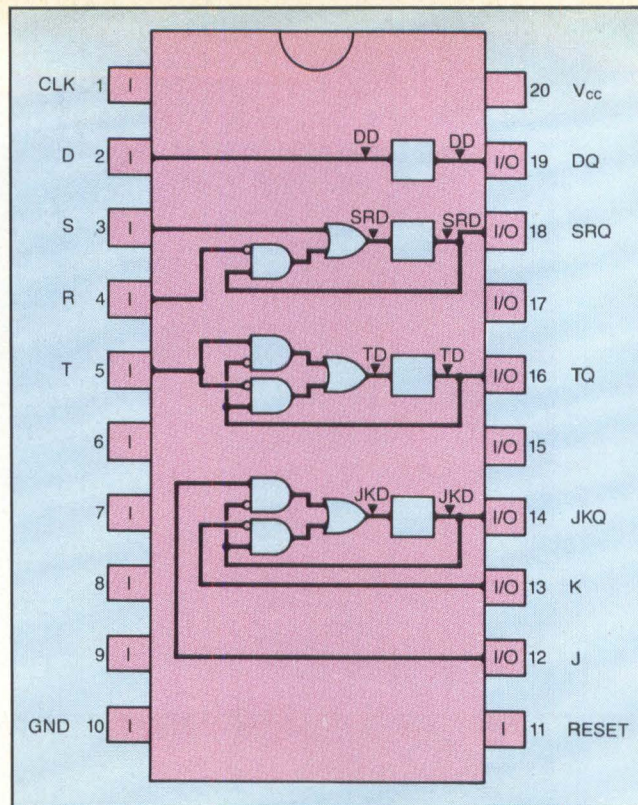 CLK 1 I
20 Vcc
D 2 I
DD
DD
I/O 19 DQ
S 3 I
SRD
SRD
I/O 18 SRQ
R 4 I
I/O 17
T 5 I
TD
TD
I/O 16 TQ
6 I
I/O 15
7 I
JKD
JKD
I/O 14 JKQ
8 I
I/O 13 K
9 I
I/O 12 J
GND 10 I
I 11 RESET